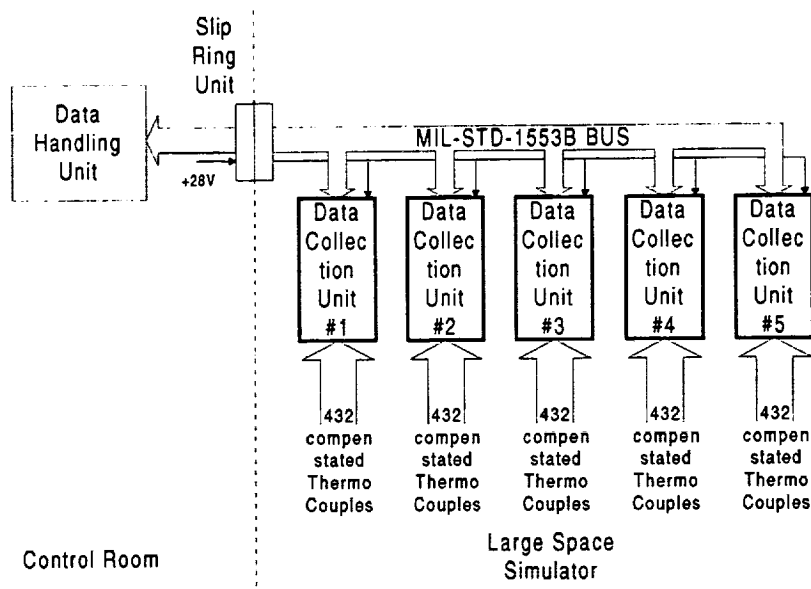 Slip
Ring
Unit
Data
Handling
Unit
+28V
MIL-STD-1553B BUS
Data
Collec
tion
Unit
#1
Data
Collec
tion
Unit
#2
Data
Collec
tion
Unit
#3
Data
Collec
tion
Unit
#4
Data
Collec
tion
Unit
#5
432
compen
stated
Thermo
Couples
432
compen
stated
Thermo
Couples
432
compen
stated
Thermo
Couples
432
compen
stated
Thermo
Couples
432
compen
stated
Thermo
Couples
Control Room
Large Space
Simulator